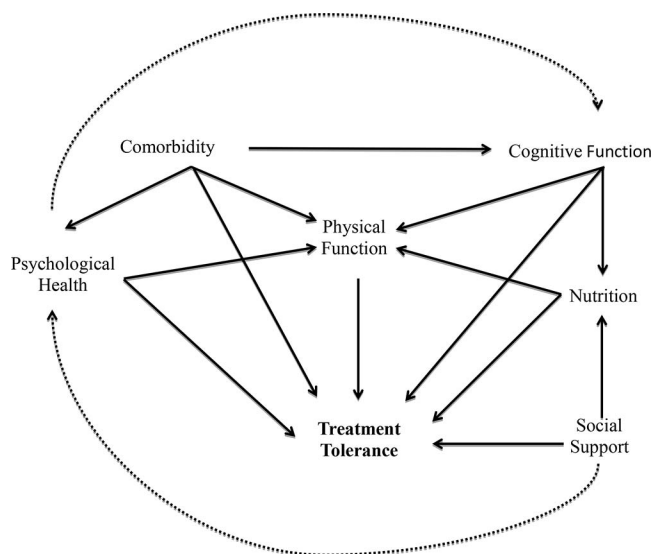 Comorbidity
Cognitive Function
Physical
Function
Psychological
Health
Nutrition
Treatment
Tolerance
Social
Support